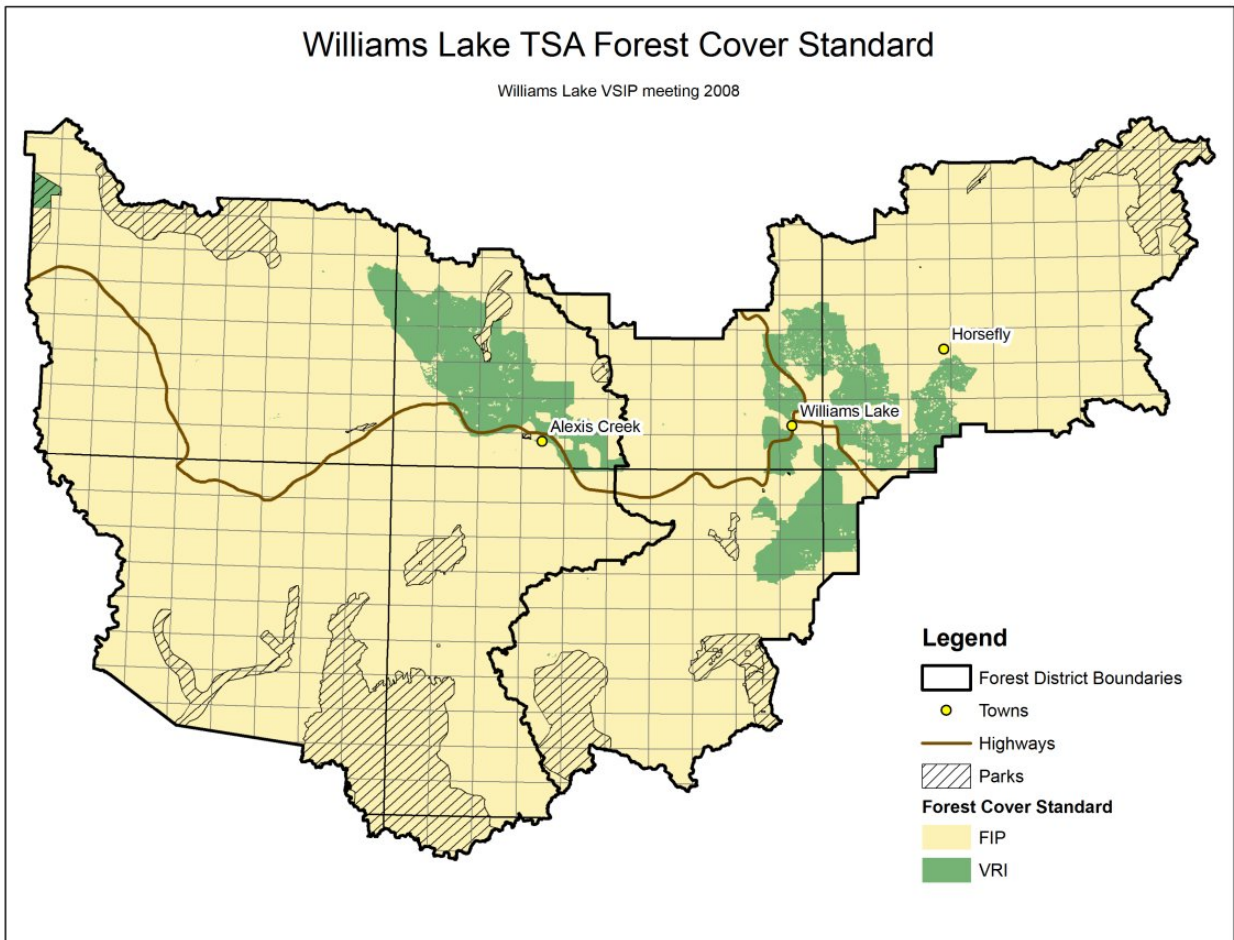 Williams Lake TSA Forest Cover Standard
Williams Lake VSIP meeting 2008
Horsefly
Williams Lake
Alexis Creek
Legend
Forest District Boundaries
Towns
Highways
Parks
Forest Cover Standard
FIP
VRI